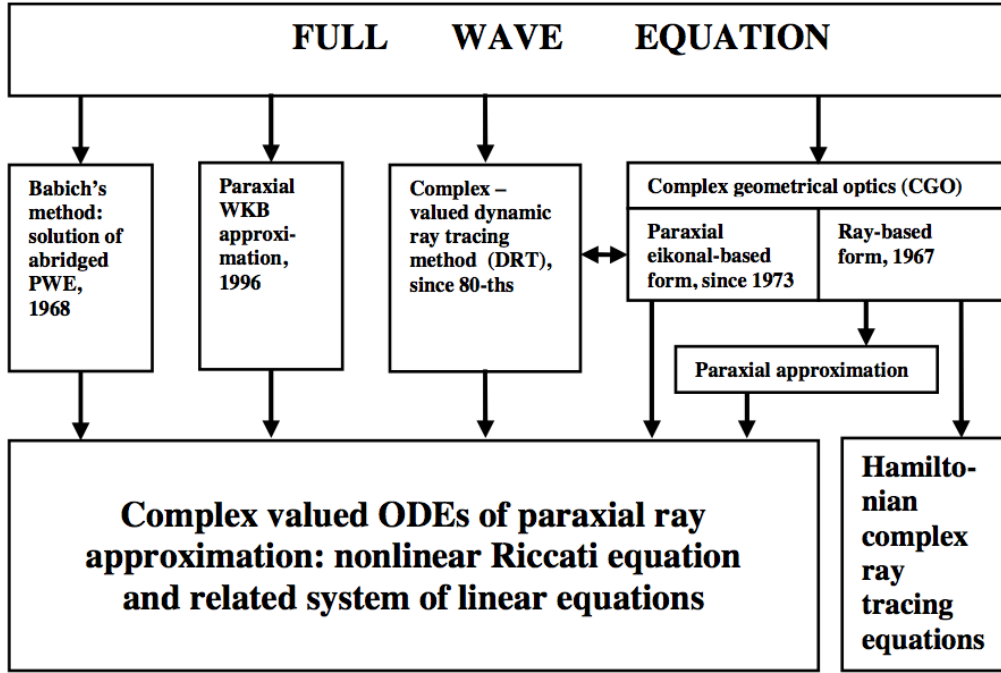 FULL WAVE EQUATION
Babich's
method:
solution of
abridged
PWE,
1968
Paraxial
WKB
approxi-
mation,
1996
Complex –
valued dynamic
ray tracing
method (DRT),
since 80-ths
Complex geometrical optics (CGO)
Paraxial
eikonal-based
form, since 1973
Ray-based
form, 1967
Paraxial approximation
Complex valued ODEs of paraxial ray
approximation: nonlinear Riccati equation
and related system of linear equations
Hamilto-
nian
complex
ray
tracing
equations